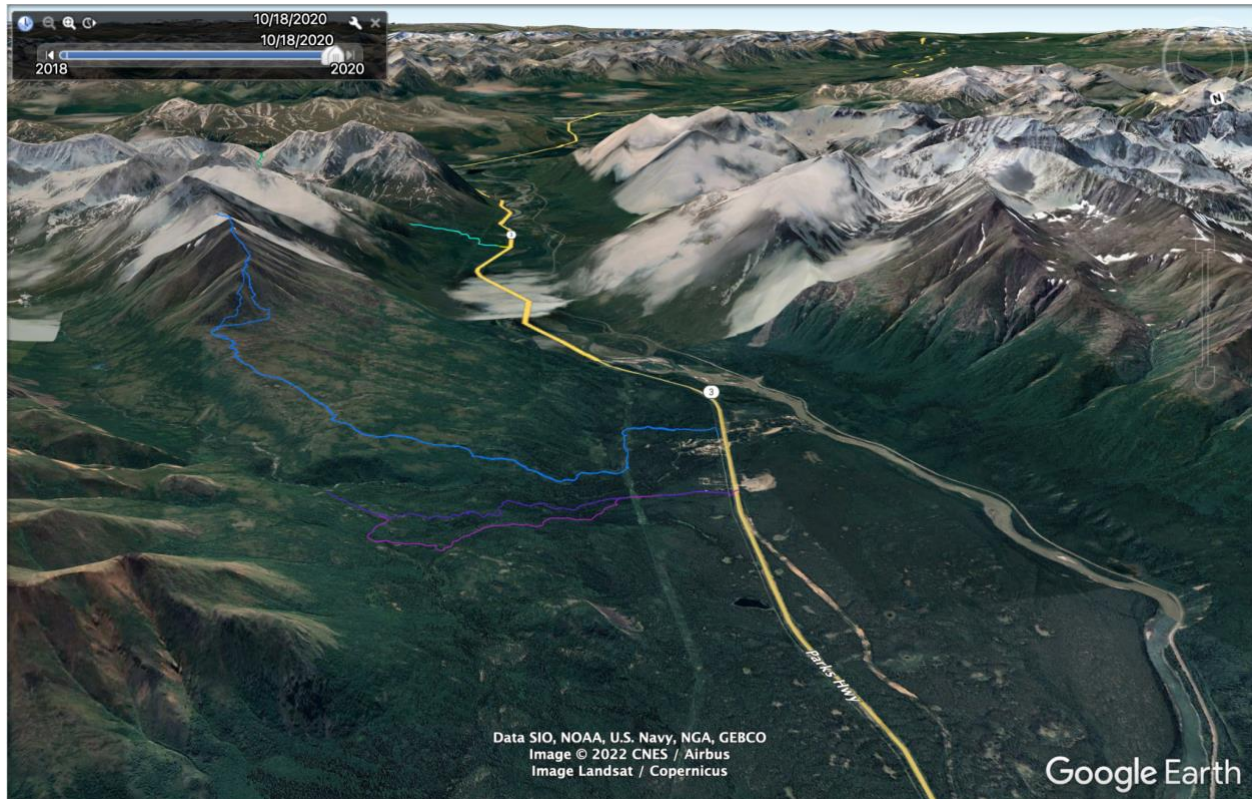 10/18/2020
10/18/2020
2018
2020
N
3
Parks Hwy
Data SIO, NOAA, U.S. Navy, NGA, GEBCO
Image © 2022 CNES / Airbus
Image Landsat / Copernicus
Google Earth